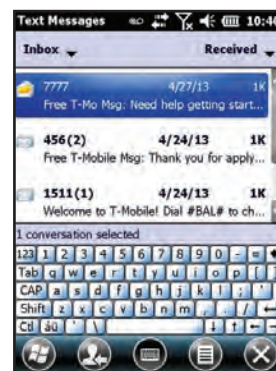 Text Messages 10:40
Inbox Received
7777 4/27/13 1K
Free T-Mo Msg: Need help getting start...
456(2) 4/24/13 1K
Free T-Mobile Msg: Thank you for apply...
1511(1) 4/24/13 1K
Welcome to T-Mobile! Dial #BAL# to ch...
1 conversation selected
123 1 2 3 4 5 6 7 8 9 0 - =
Tab q w e r t y u i o p [ ]
CAP a s d f g h j k l ; '
Shift z x c v b n m , . /
Ctl áü ` \